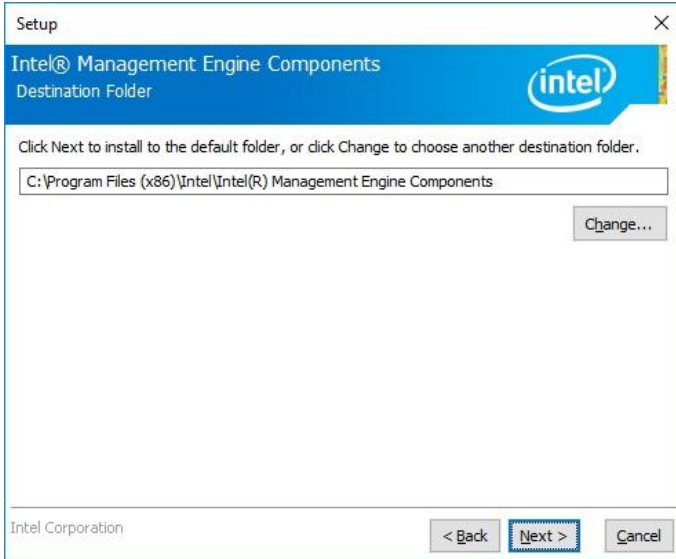 Setup
Intel® Management Engine Components
Destination Folder
intel
Click Next to install to the default folder, or click Change to choose another destination folder.
C:\Program Files (x86)\Intel\Intel(R) Management Engine Components
Change...
Intel Corporation
< Back Next > Cancel